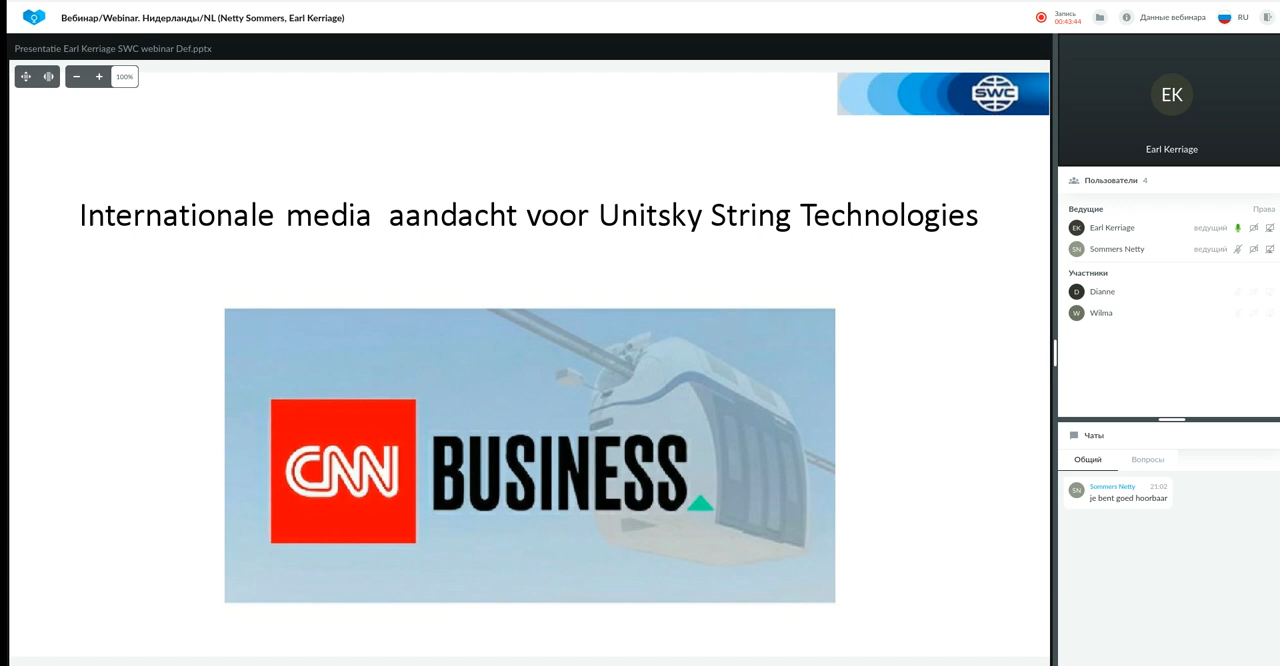 Вебинар/Webinar. Нидерланды/NL (Netty Sommers, Earl Kerriage)
Запись
00:43:44
Данные вебинара
RU
Presentatie Earl Kerriage SWC webinar Def.pptx
100%
SWC
Internationale media aandacht voor Unitsky String Technologies
CNN BUSINESS
EK
Earl Kerriage
Пользователи 4
Ведущие Права
EK Earl Kerriage ведущий
SN Sommers Netty ведущий
Участники
D Dianne
W Wilma
Чаты
Общий Вопросы
SN Sommers Netty 21:02
je bent goed hoorbaar